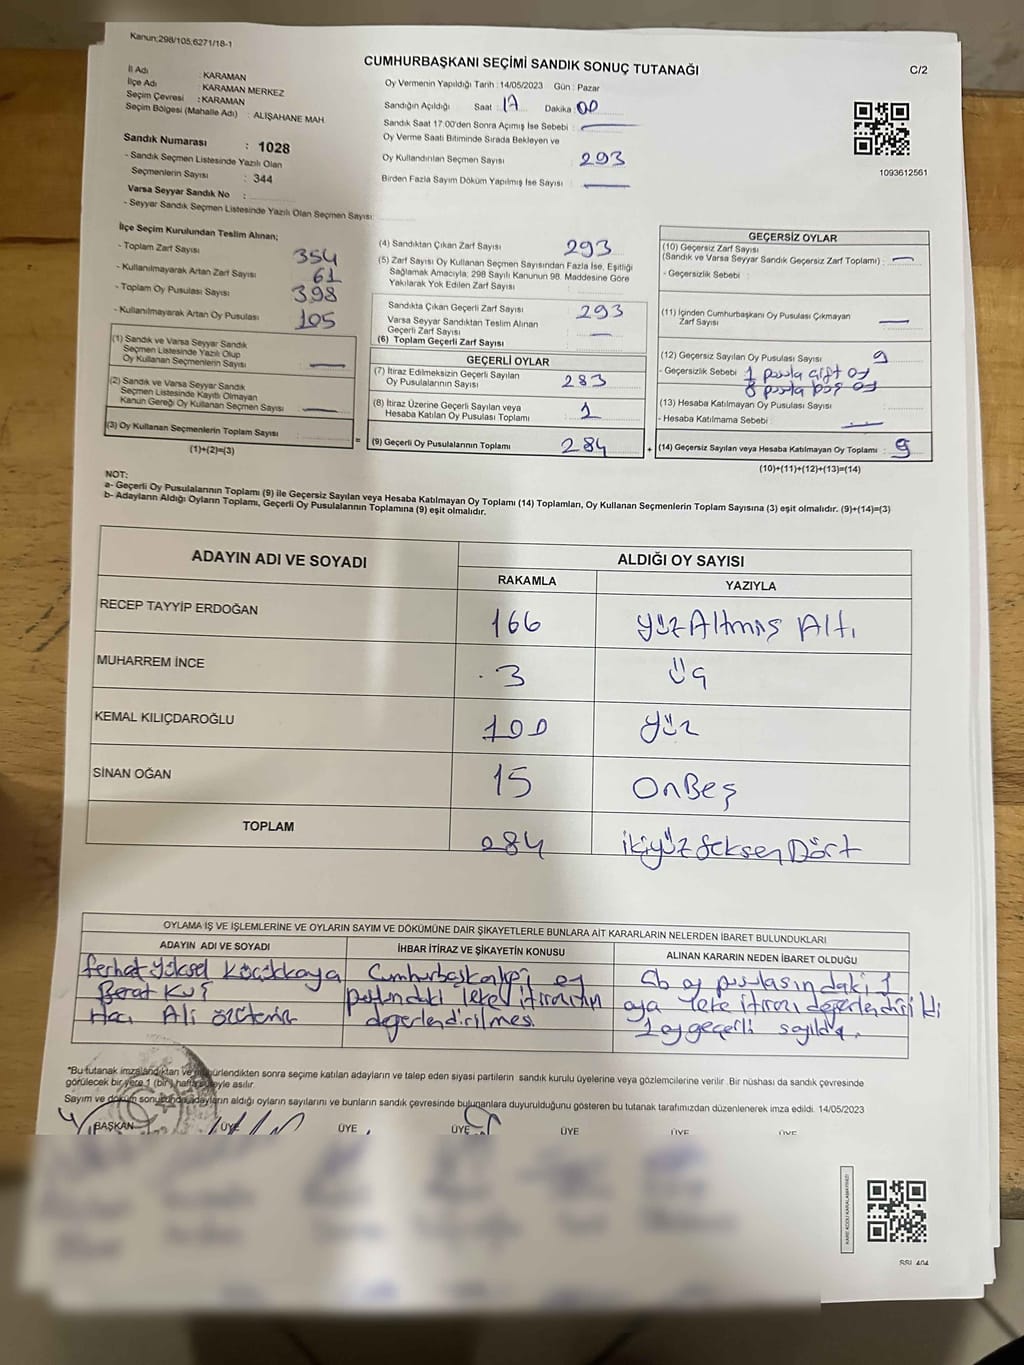 Kanun;298/105;6271/18-1
CUMHURBAŞKANI SEÇİMİ SANDIK SONUÇ TUTANAĞI
C/2
İl Adı : KARAMAN
İlçe Adı : KARAMAN MERKEZ
Seçim Çevresi : KARAMAN
Seçim Bölgesi (Mahalle Adı) : ALİŞAHANE MAH
Sandık Numarası : 1028
- Sandık Seçmen Listesinde Yazılı Olan
Seçmenlerin Sayısı : 344
Varsa Seyyar Sandık No :
- Seyyar Sandık Seçmen Listesinde Yazılı Olan Seçmen Sayısı:
Oy Vermenin Yapıldığı Tarih : 14/05/2023 Gün : Pazar
Sandığın Açıldığı Saat : 17 Dakika : 00
Sandık Saat 17:00'den Sonra Açımış İse Sebebi :
Oy Verme Saati Bitiminde Sırada Bekleyen ve
Oy Kullandırılan Seçmen Sayısı : 293
Birden Fazla Sayım Döküm Yapılmış İse Sayısı :
1093612561
İlçe Seçim Kurulundan Teslim Alınan;
- Toplam Zarf Sayısı : 354
- Kullanılmayarak Artan Zarf Sayısı : 61
- Toplam Oy Pusulası Sayısı : 398
- Kullanılmayarak Artan Oy Pusulası : 105
(1) Sandık ve Varsa Seyyar Sandık
Seçmen Listesinde Yazılı Olup
Oy Kullanan Seçmenlerin Sayısı :
(2) Sandık ve Varsa Seyyar Sandık
Seçmen Listesinde Kayıtlı Olmayan
Kanun Gereği Oy Kullanan Seçmen Sayısı :
(3) Oy Kullanan Seçmenlerin Toplam Sayısı :
(1)+(2)=(3)
(4) Sandıktan Çıkan Zarf Sayısı : 293
(5) Zarf Sayısı Oy Kullanan Seçmen Sayısından Fazla İse, Eşitliği
Sağlamak Amacıyla; 298 Sayılı Kanunun 98. Maddesine Göre
Yakılarak Yok Edilen Zarf Sayısı :
Sandıkta Çıkan Geçerli Zarf Sayısı : 293
Varsa Seyyar Sandıktan Teslim Alınan
Geçerli Zarf Sayısı :
(6) Toplam Geçerli Zarf Sayısı :
GEÇERLİ OYLAR
(7) İtiraz Edilmeksizin Geçerli Sayılan
Oy Pusulalarının Sayısı : 283
(8) İtiraz Üzerine Geçerli Sayılan veya
Hesaba Katılan Oy Pusulası Toplamı : 1
= (9) Geçerli Oy Pusulalarının Toplamı : 284
GEÇERSİZ OYLAR
(10) Geçersiz Zarf Sayısı
(Sandık ve Varsa Seyyar Sandık Geçersiz Zarf Toplamı) : —
- Geçersizlik Sebebi :
(11) İçinden Cumhurbaşkanı Oy Pusulası Çıkmayan
Zarf Sayısı : —
(12) Geçersiz Sayılan Oy Pusulası Sayısı : 9
- Geçersizlik Sebebi : 1 pusula çift oy
8 pusula boş oy
(13) Hesaba Katılmayan Oy Pusulası Sayısı :
- Hesaba Katılmama Sebebi :
+ (14) Geçersiz Sayılan veya Hesaba Katılmayan Oy Toplamı : 9
(10)+(11)+(12)+(13)=(14)
NOT:
a- Geçerli Oy Pusulalarının Toplamı (9) ile Geçersiz Sayılan veya Hesaba Katılmayan Oy Toplamı (14) Toplamları, Oy Kullanan Seçmenlerin Toplam Sayısına (3) eşit olmalıdır. (9)+(14)=(3)
b- Adayların Aldığı Oyların Toplamı, Geçerli Oy Pusulalarının Toplamına (9) eşit olmalıdır.
ADAYIN ADI VE SOYADI
ALDIĞI OY SAYISI
RAKAMLA YAZIYLA
RECEP TAYYİP ERDOĞAN 166 yüzAltmış Altı
MUHARREM İNCE 3 üç
KEMAL KILIÇDAROĞLU 100 yüz
SİNAN OĞAN 15 OnBeş
TOPLAM 284 ikiyüz seksen Dört
OYLAMA İŞ VE İŞLEMLERİNE VE OYLARIN SAYIM VE DÖKÜMÜNE DAİR ŞİKAYETLERLE BUNLARA AİT KARARLARIN NELERDEN İBARET BULUNDUKLARI
ADAYIN ADI VE SOYADI İHBAR İTİRAZ VE ŞİKAYETİN KONUSU ALINAN KARARIN NEDEN İBARET OLDUĞU
Ferhat Yüksel Küçükkaya
Berat Kuş
Hacı Ali
Cumhurbaşkanlığı oy
leke itirazının
değerlendirilmesi
oy pusulasındaki 1
oya leke itirazı değerlendirildi
1 oy geçerli sayıldı.
*Bu tutanak imzalandıktan ve mühürlendikten sonra seçime katılan adayların ve talep eden siyasi partilerin sandık kurulu üyelerine veya gözlemcilerine verilir. Bir nüshası da sandık çevresinde
görülecek bir yere 1 (bir) hafta süreyle asılır.
Sayım ve döküm sonucunda adayların aldığı oyların sayılarını ve bunların sandık çevresinde bulunanlara duyurulduğunu gösteren bu tutanak tarafımızdan düzenlenerek imza edildi. 14/05/2023
BAŞKAN ÜYE ÜYE ÜYE ÜYE ÜYE ÜYE